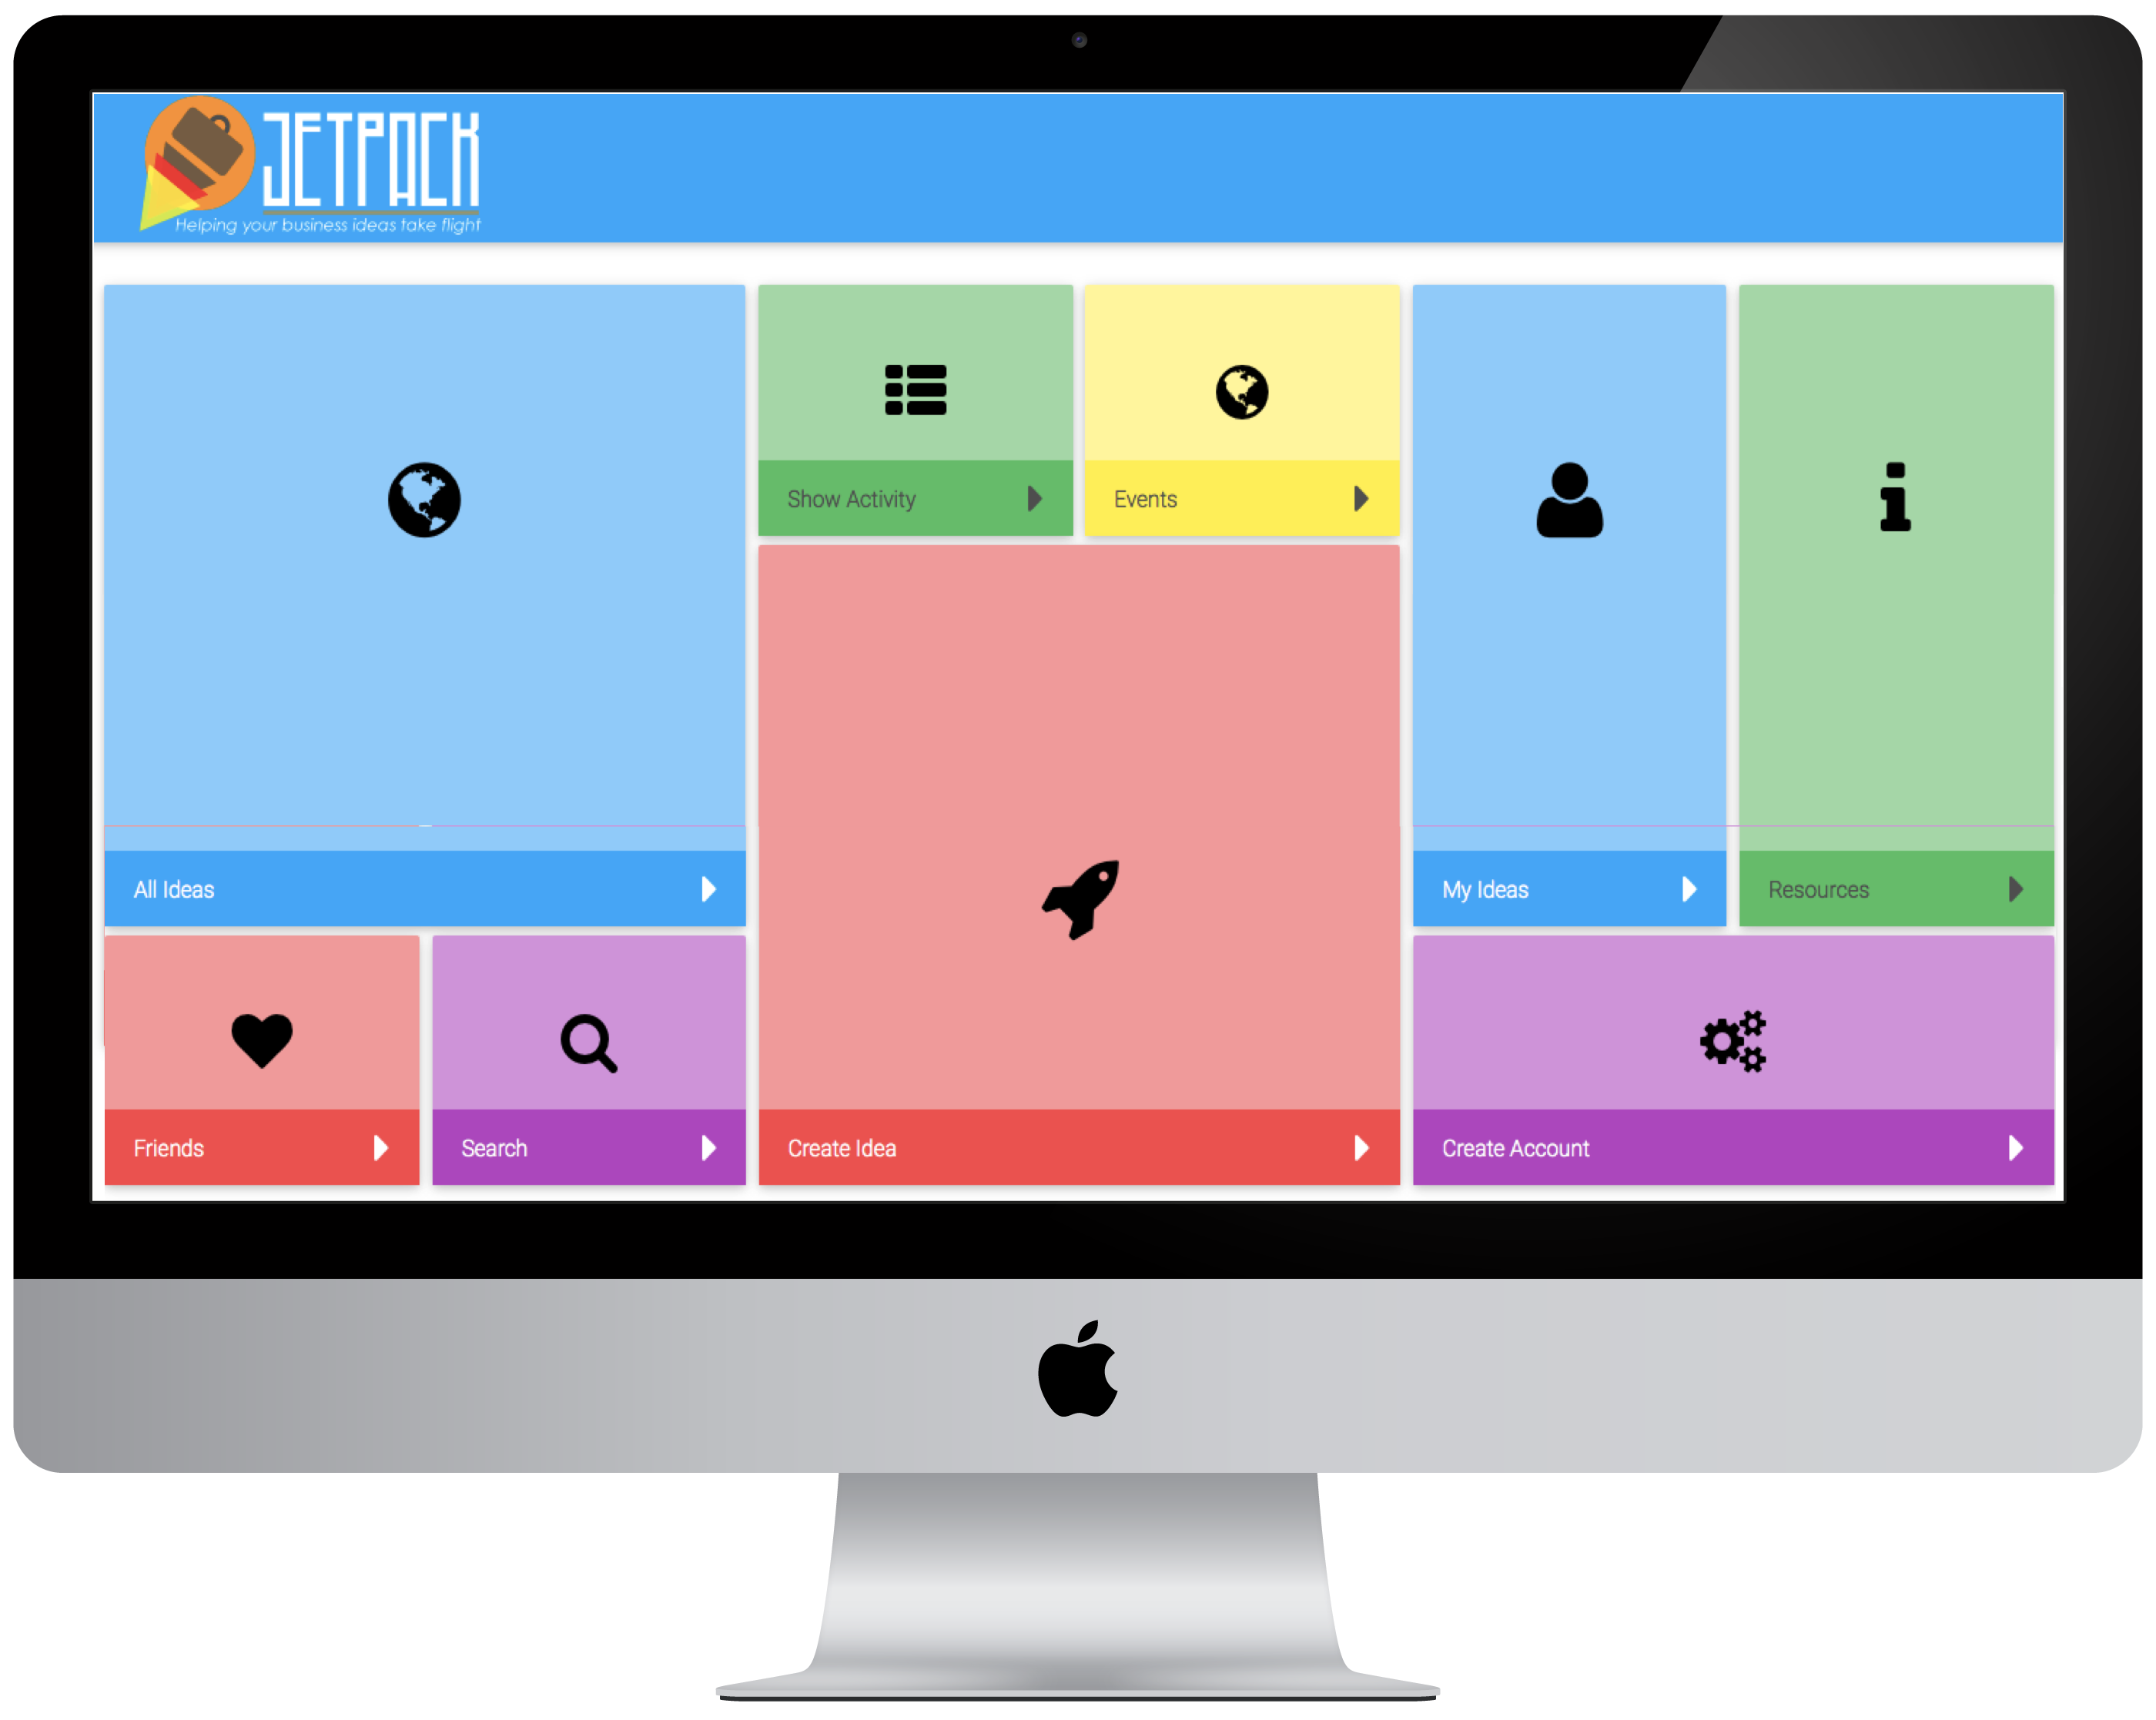 JETPACK
Helping your business ideas take flight
Show Activity
Events
All Ideas
My Ideas
Resources
Friends
Search
Create Idea
Create Account